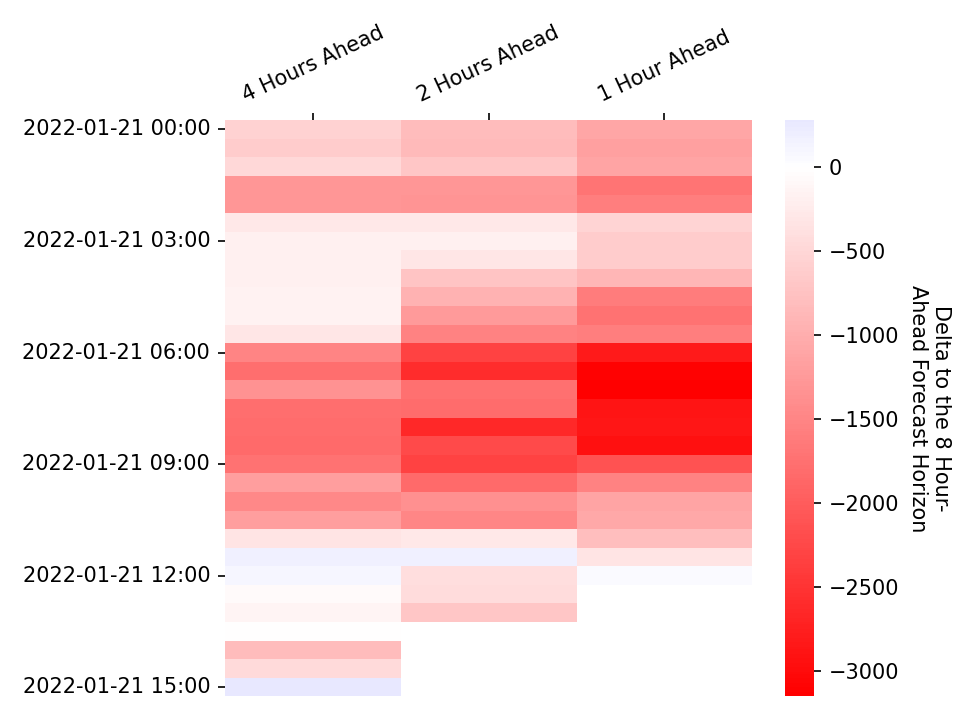 4 Hours Ahead
2 Hours Ahead
1 Hour Ahead
2022-01-21 00:00
2022-01-21 03:00
2022-01-21 06:00
2022-01-21 09:00
2022-01-21 12:00
2022-01-21 15:00
0
−500
−1000
−1500
−2000
−2500
−3000
Delta to the 8 Hour-
Ahead Forecast Horizon